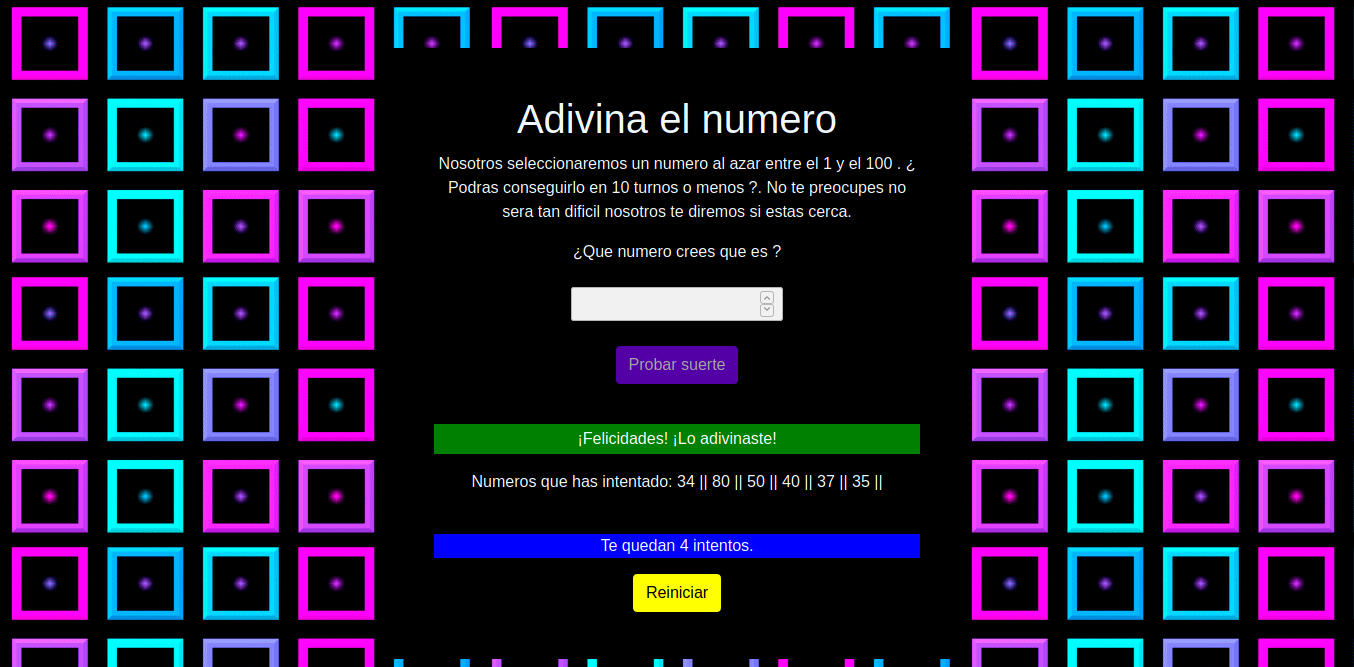 Adivina el numero
Nosotros seleccionaremos un numero al azar entre el 1 y el 100 . ¿
Podras conseguirlo en 10 turnos o menos ?. No te preocupes no
sera tan dificil nosotros te diremos si estas cerca.
¿Que numero crees que es ?
Probar suerte
¡Felicidades! ¡Lo adivinaste!
Numeros que has intentado: 34 || 80 || 50 || 40 || 37 || 35 ||
Te quedan 4 intentos.
Reiniciar